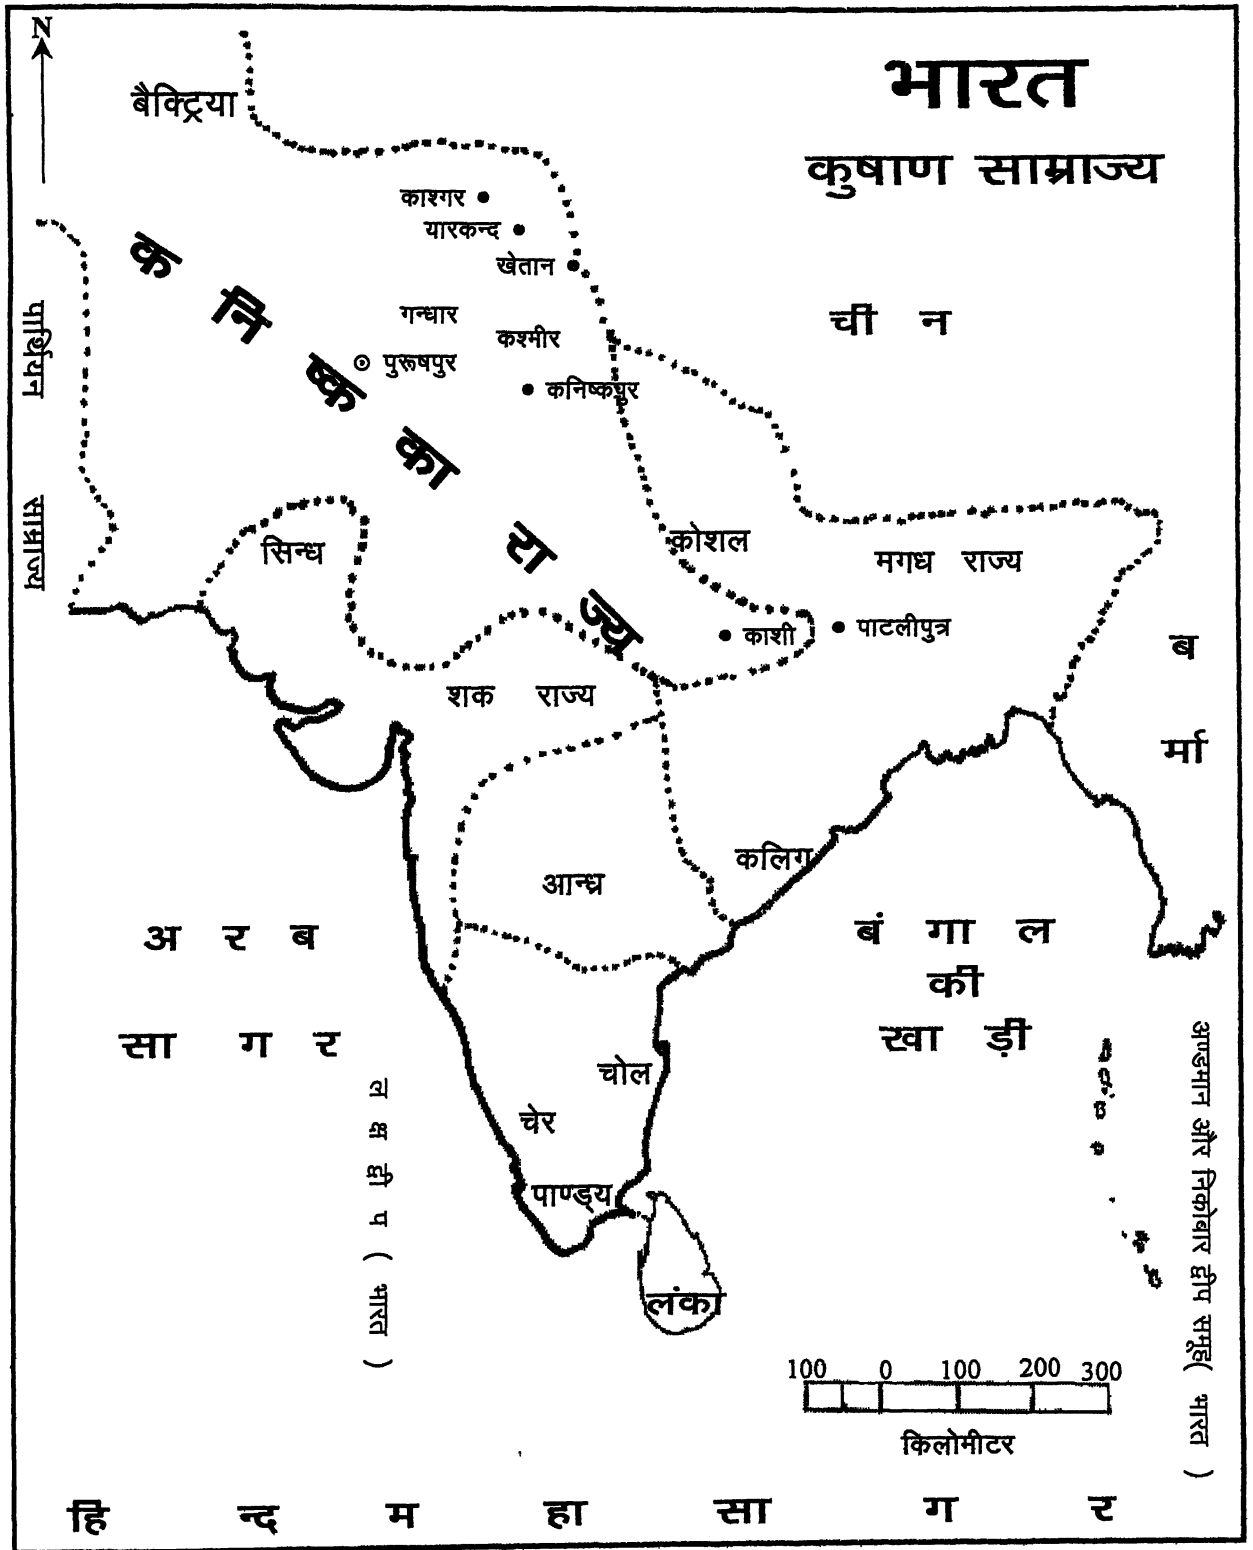 N
भारत
कुषाण साम्राज्य
बैक्ट्रिया
काश्गर
यारकन्द
खेतान
चीन
गन्धार
कश्मीर
पुरूषपुर
कनिष्कपुर
कनिष्क का राज्य
पार्थियन साम्राज्य
सिन्ध
कोशल
मगध राज्य
काशी
पाटलीपुत्र
बर्मा
शक राज्य
कलिग
आन्ध्र
अरब
सागर
बंगाल
की
खाड़ी
चोल
चेर
पाण्ड्य
लंका
लक्षद्वीप ( भारत )
अण्डमान और निकोबार द्वीप समूह( भारत )
100 0 100 200 300
किलोमीटर
हिन्द महासागर